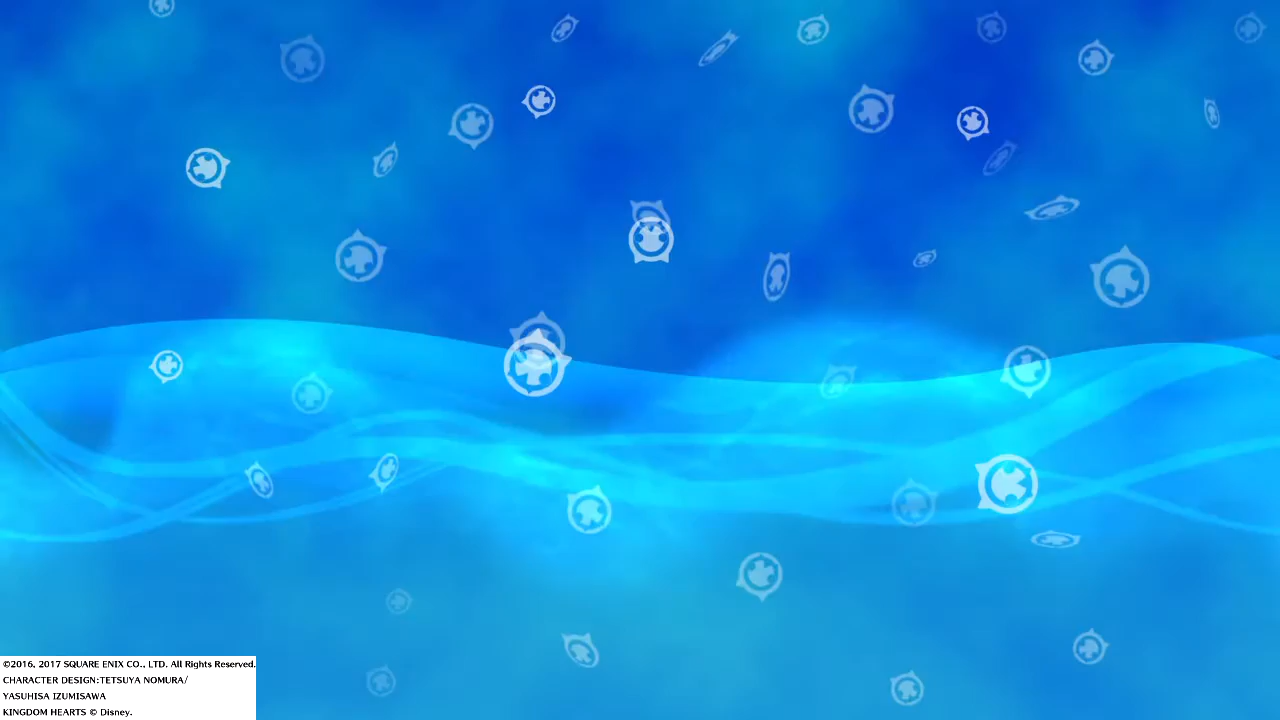 ©2016, 2017 SQUARE ENIX CO., LTD. All Rights Reserved.
CHARACTER DESIGN:TETSUYA NOMURA/
YASUHISA IZUMISAWA
KINGDOM HEARTS © Disney.